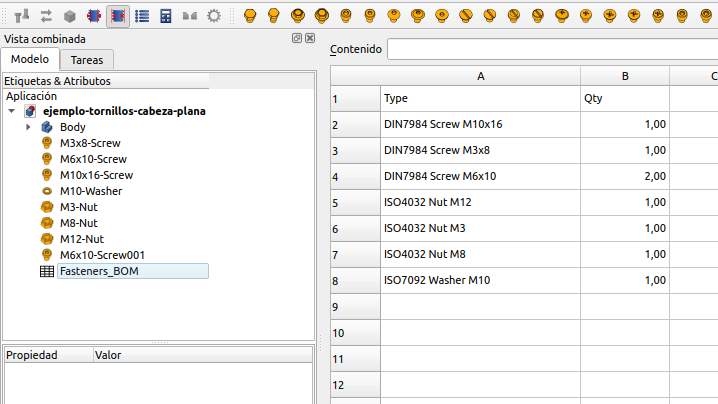 Vista combinada
Modelo
Tareas
Etiquetas & Atributos
Aplicación
ejemplo-tornillos-cabeza-plana
Body
M3x8-Screw
M6x10-Screw
M10x16-Screw
M10-Washer
M3-Nut
M8-Nut
M12-Nut
M6x10-Screw001
Fasteners_BOM
Propiedad Valor
Contenido
A B C
1 Type Qty
2 DIN7984 Screw M10x16 1,00
3 DIN7984 Screw M3x8 1,00
4 DIN7984 Screw M6x10 2,00
5 ISO4032 Nut M12 1,00
6 ISO4032 Nut M3 1,00
7 ISO4032 Nut M8 1,00
8 ISO7092 Washer M10 1,00
9
10
11
12